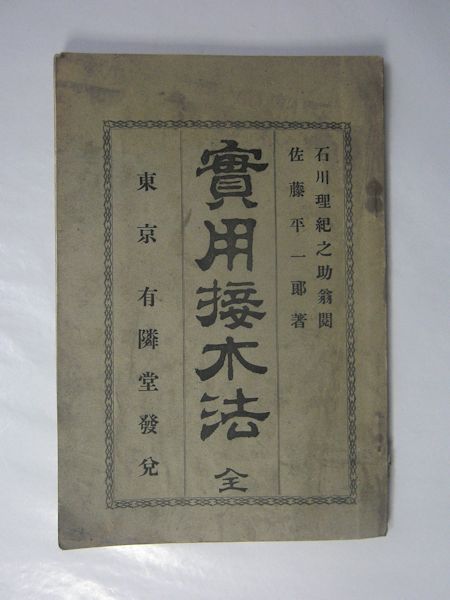 石川理紀之助翁閲
佐藤平一郞著
實用接木法 全
東京 有隣堂發兌